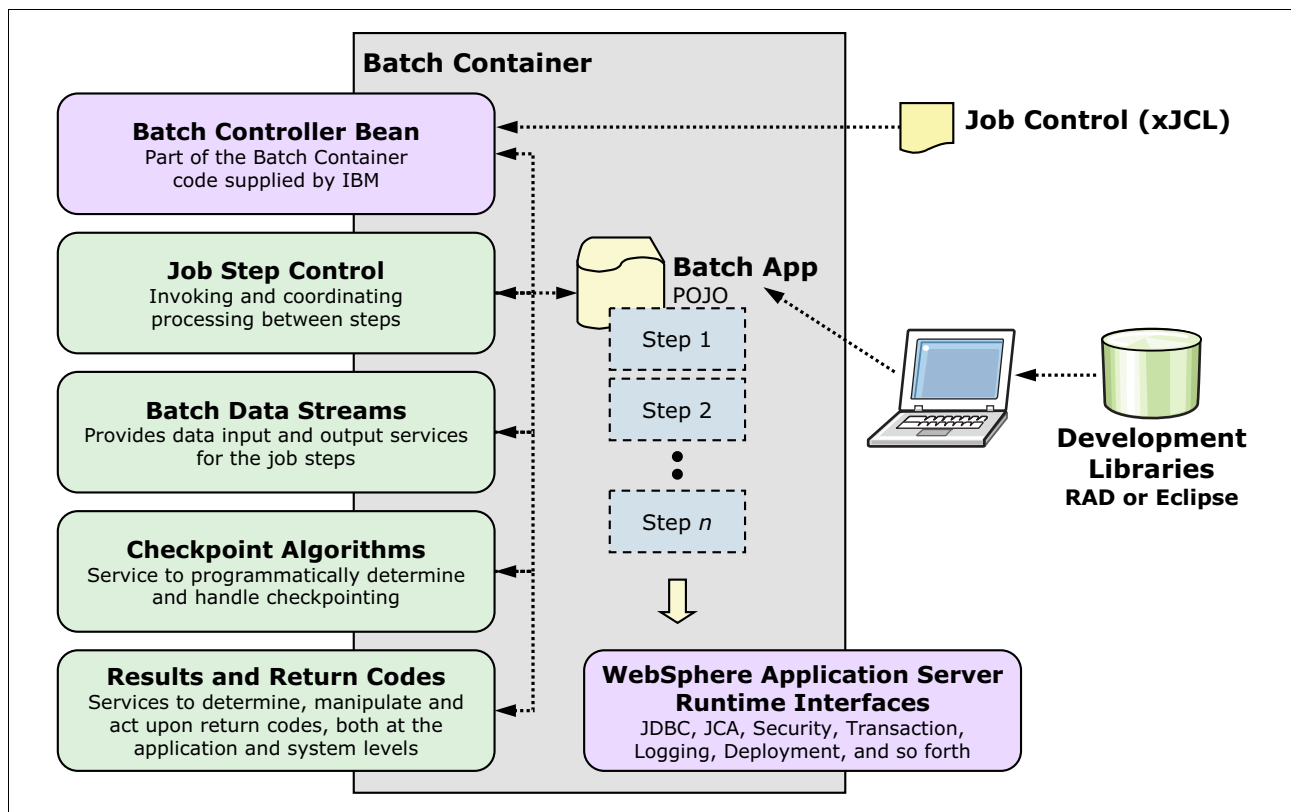 Batch Container
Batch Controller Bean
Part of the Batch Container
code supplied by IBM
Job Control (xJCL)
Job Step Control
Invoking and coordinating
processing between steps
Batch App
POJO
Step 1
Step 2
Step n
Batch Data Streams
Provides data input and output services
for the job steps
Development
Libraries
RAD or Eclipse
Checkpoint Algorithms
Service to programmatically determine
and handle checkpointing
Results and Return Codes
Services to determine, manipulate and
act upon return codes, both at the
application and system levels
WebSphere Application Server
Runtime Interfaces
JDBC, JCA, Security, Transaction,
Logging, Deployment, and so forth